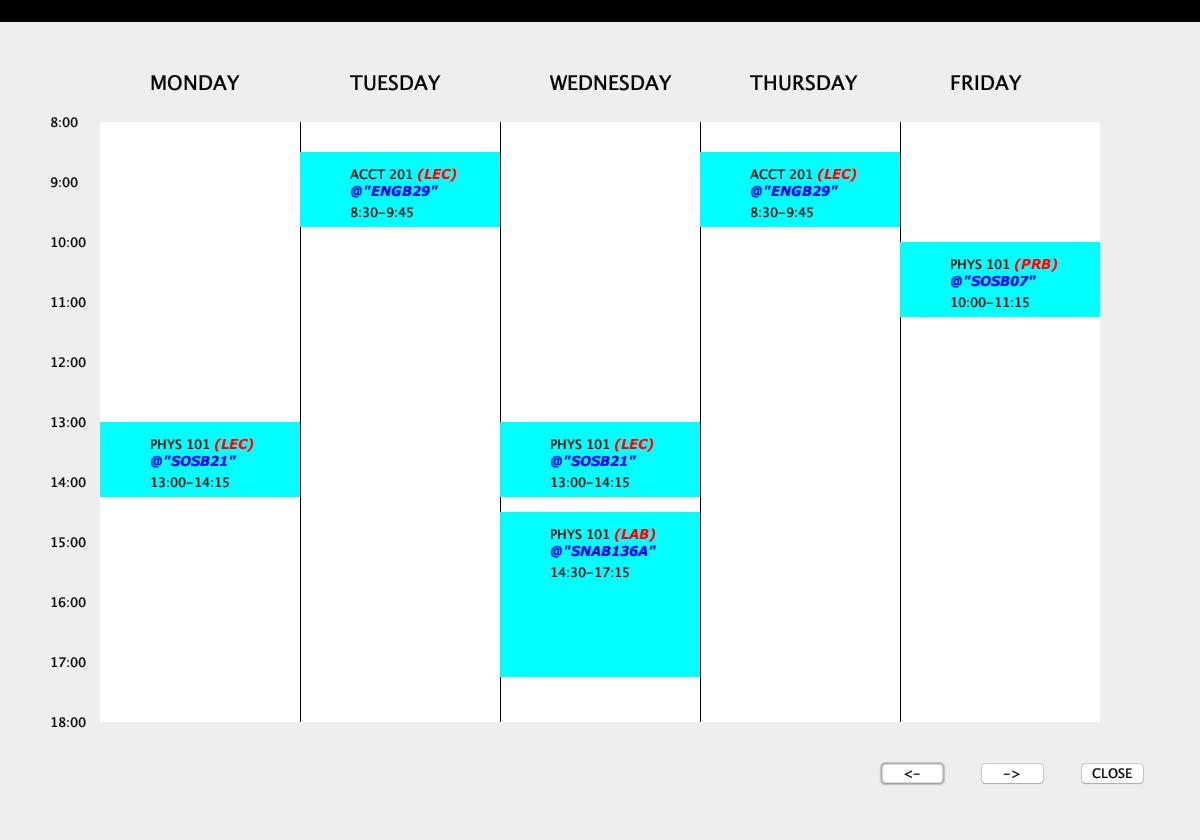 MONDAY TUESDAY WEDNESDAY THURSDAY FRIDAY
8:00
ACCT 201 (LEC) ACCT 201 (LEC)
9:00
@"ENGB29" @"ENGB29"
8:30-9:45 8:30-9:45
10:00
PHYS 101 (PRB)
@"SOSB07"
11:00 10:00-11:15
12:00
13:00
PHYS 101 (LEC) PHYS 101 (LEC)
@"SOSB21" @"SOSB21"
14:00 13:00-14:15 13:00-14:15
PHYS 101 (LAB)
15:00 @"SNAB136A"
14:30-17:15
16:00
17:00
18:00
<- -> CLOSE